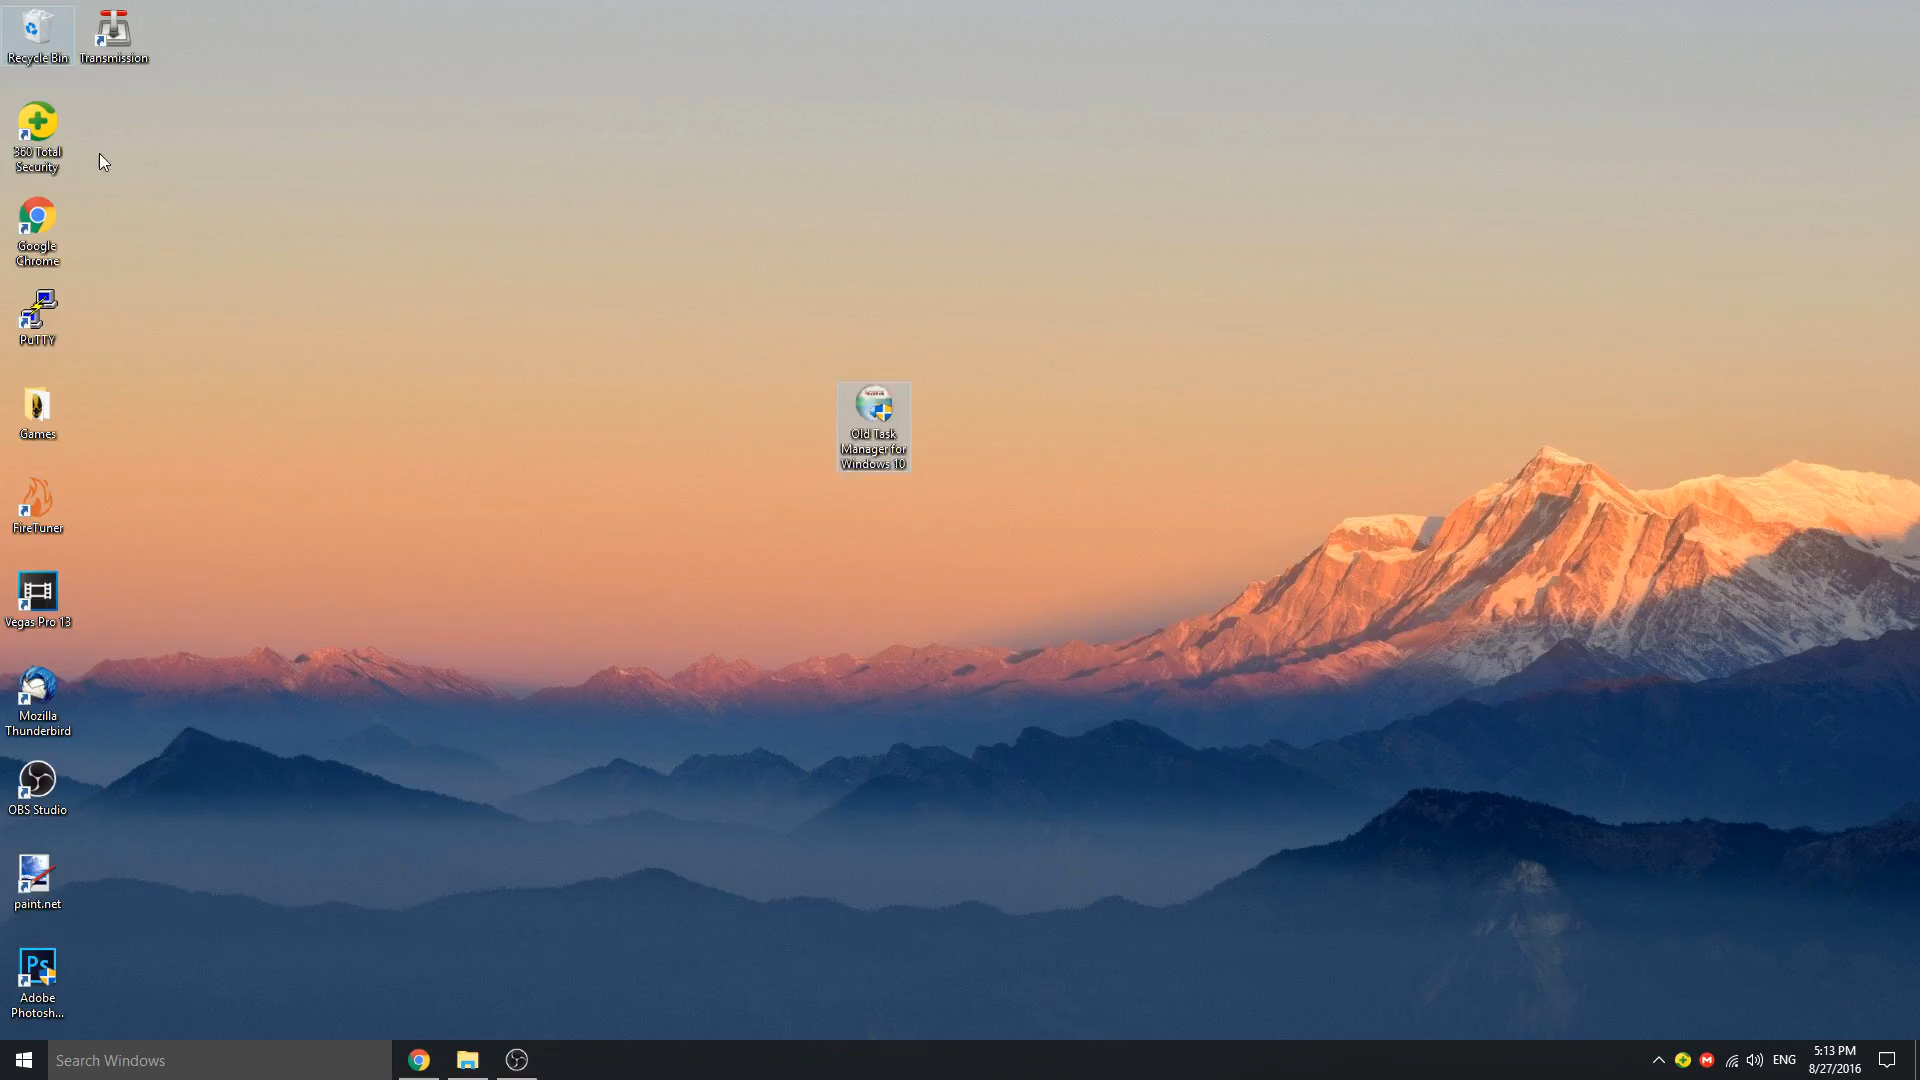 Recycle Bin
Transmission
360 Total
Security
Google
Chrome
PuTTY
Games
FireTuner
Vegas Pro 13
Mozilla
Thunderbird
OBS Studio
paint.net
Ps
Adobe
Photosh...
Old Task
Manager for
Windows 10
Search Windows
M
ENG
5:13 PM
8/27/2016